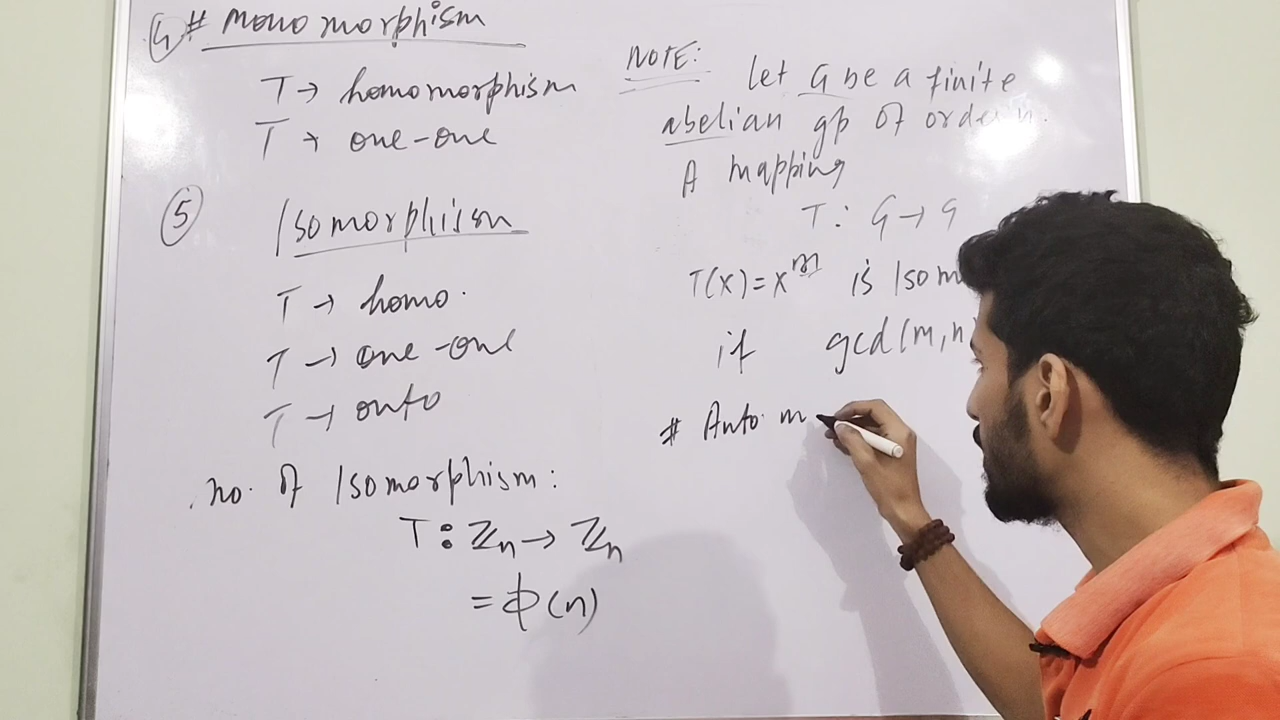 4 # Monomorphism
T → homomorphism
T → one-one
5 Isomorphism
T → homo.
T → one-one
T → onto
no. of Isomorphism:
T : ℤn → ℤn
= ϕ(n)
NOTE: Let G be a finite
abelian gp of order n.
A mapping
T : G → G
T(x) = x^m is Isom
if gcd(m,n)
# Auto m